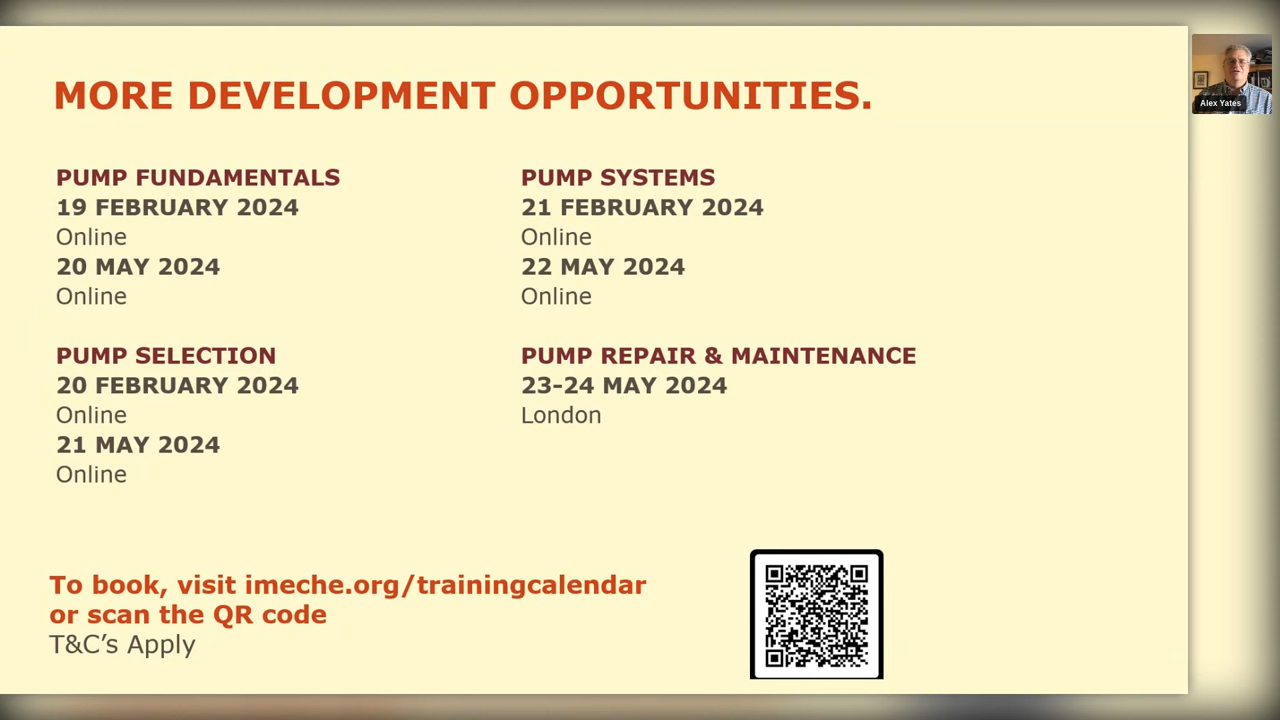 MORE DEVELOPMENT OPPORTUNITIES.
PUMP FUNDAMENTALS
19 FEBRUARY 2024
Online
20 MAY 2024
Online
PUMP SELECTION
20 FEBRUARY 2024
Online
21 MAY 2024
Online
PUMP SYSTEMS
21 FEBRUARY 2024
Online
22 MAY 2024
Online
PUMP REPAIR & MAINTENANCE
23-24 MAY 2024
London
To book, visit imeche.org/trainingcalendar
or scan the QR code
T&C’s Apply
Alex Yates